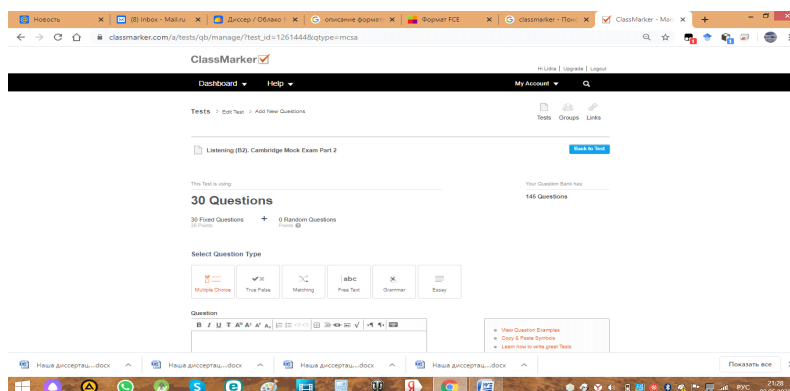 Новость
(8) Inbox - Mail.ru
Диссер / Облако
описание формат
Формат FCE
classmarker - Пои
ClassMarker - Man
classmarker.com/a/tests/qb/manage/?test_id=1261444&qtype=mcsa
ClassMarker
Hi Lidia | Upgrade | Logout
Dashboard Help My Account
Tests > Edit Test > Add New Questions
Tests Groups Links
Listening (B2). Cambridge Mock Exam Part 2
Back to Test
This Test is using: Your Question Bank has:
30 Questions 145 Questions
30 Fixed Questions + 0 Random Questions
Points
Select Question Type
abc
Multiple Choice True False Matching Free Text Grammar Essay
Question
View Question Examples
Copy & Paste Symbols
Learn how to write great Tests
Наша диссертац....docx Наша диссертац....docx Наша диссертац....docx Наша диссертац....docx Показать все
РУС 21:28